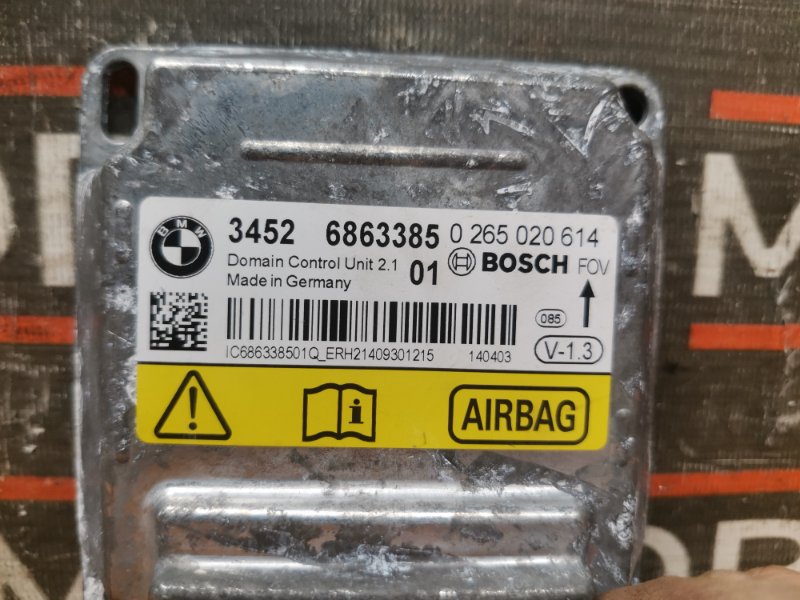 BMW
3452 6863385 0 265 020 614
Domain Control Unit 2.1 01 BOSCH FOV
Made in Germany
085
IC686338501Q_ERH21409301215 140403
V-1.3
i AIRBAG